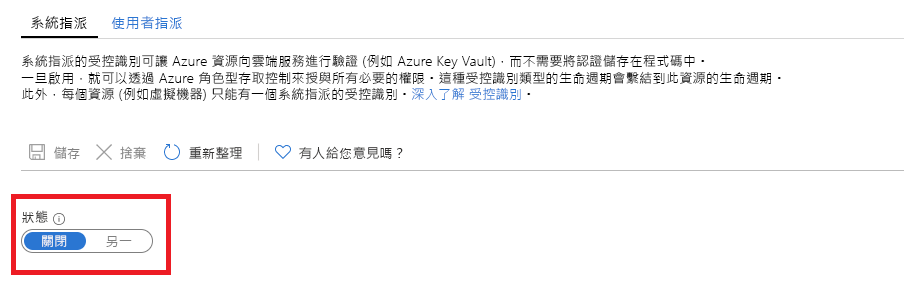 系統指派 使用者指派
系統指派的受控識別可讓 Azure 資源向雲端服務進行驗證 (例如 Azure Key Vault)，而不需要將認證儲存在程式碼中。
一旦啟用，就可以透過 Azure 角色型存取控制來授與所有必要的權限。這種受控識別類型的生命週期會繫結到此資源的生命週期。
此外，每個資源 (例如虛擬機器) 只能有一個系統指派的受控識別。深入了解 受控識別。
儲存 捨棄 重新整理 有人給您意見嗎？
狀態
關閉 另一